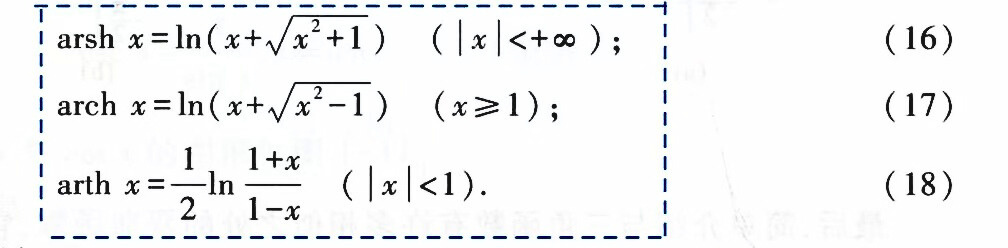 arsh x=ln(x+√(x²+1)) (|x|<+∞); (16)
arch x=ln(x+√(x²-1)) (x≥1); (17)
arth x=1/2 ln (1+x)/(1-x) (|x|<1). (18)